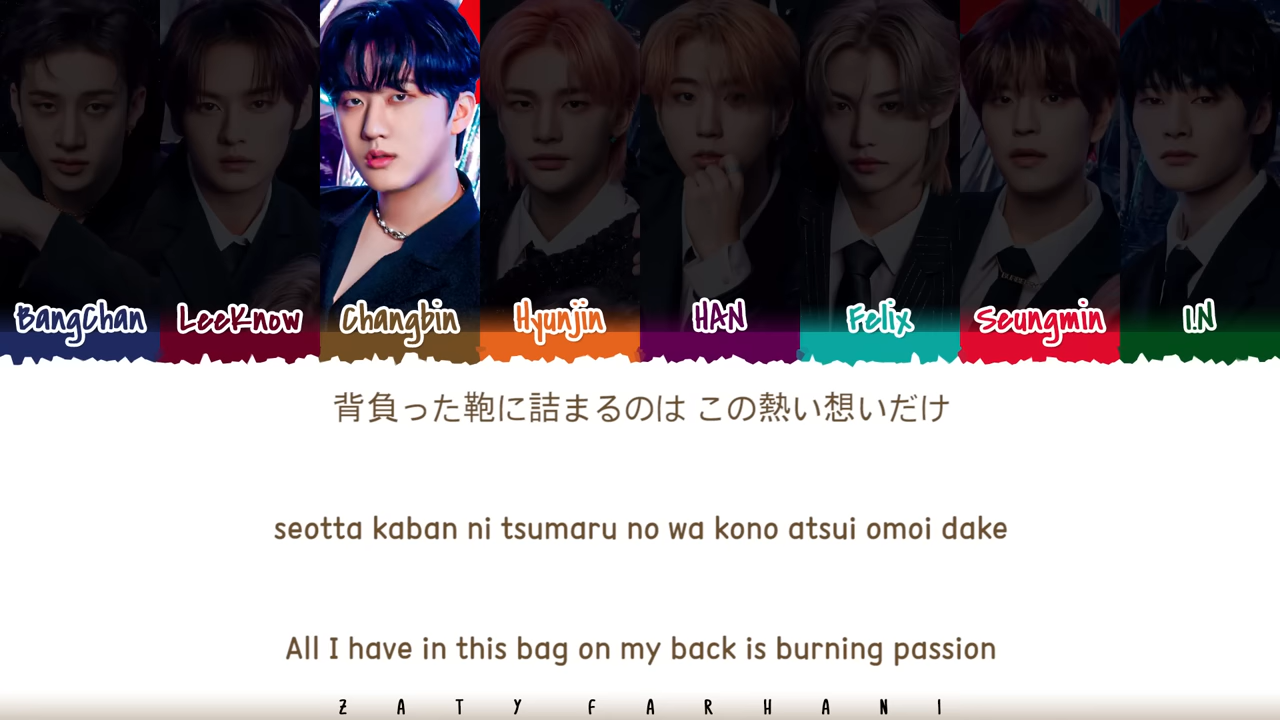 BangChan LeeKnow Changbin Hyunjin HAN Felix Seungmin I.N
背負った鞄に詰まるのは この熱い想いだけ
seotta kaban ni tsumaru no wa kono atsui omoi dake
All I have in this bag on my back is burning passion
ZATY FARHANI